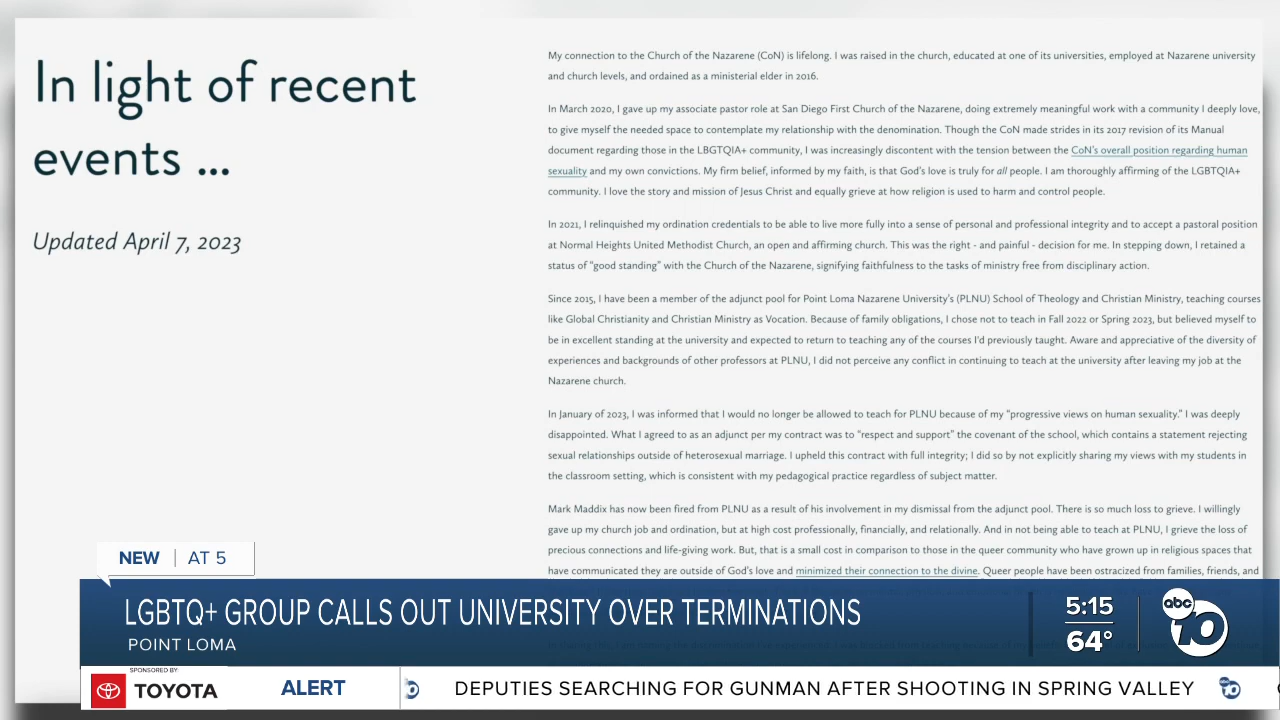 In light of recent
events ...
Updated April 7, 2023
My connection to the Church of the Nazarene (CoN) is lifelong. I was raised in the church, educated at one of its universities, employed at Nazarene university
and church levels, and ordained as a ministerial elder in 2016.
In March 2020, I gave up my associate pastor role at San Diego First Church of the Nazarene, doing extremely meaningful work with a community I deeply love,
to give myself the needed space to contemplate my relationship with the denomination. Though the CoN made strides in its 2017 revision of its Manual
document regarding those in the LBGTQIA+ community, I was increasingly discontent with the tension between the CoN's overall position regarding human
sexuality and my own convictions. My firm belief, informed by my faith, is that God's love is truly for all people. I am thoroughly affirming of the LGBTQIA+
community. I love the story and mission of Jesus Christ and equally grieve at how religion is used to harm and control people.
In 2021, I relinquished my ordination credentials to be able to live more fully into a sense of personal and professional integrity and to accept a pastoral position
at Normal Heights United Methodist Church, an open and affirming church. This was the right - and painful - decision for me. In stepping down, I retained a
status of "good standing" with the Church of the Nazarene, signifying faithfulness to the tasks of ministry free from disciplinary action.
Since 2015, I have been a member of the adjunct pool for Point Loma Nazarene University's (PLNU) School of Theology and Christian Ministry, teaching courses
like Global Christianity and Christian Ministry as Vocation. Because of family obligations, I chose not to teach in Fall 2022 or Spring 2023, but believed myself to
be in excellent standing at the university and expected to return to teaching any of the courses I'd previously taught. Aware and appreciative of the diversity of
experiences and backgrounds of other professors at PLNU, I did not perceive any conflict in continuing to teach at the university after leaving my job at the
Nazarene church.
In January of 2023, I was informed that I would no longer be allowed to teach for PLNU because of my "progressive views on human sexuality." I was deeply
disappointed. What I agreed to as an adjunct per my contract was to "respect and support" the covenant of the school, which contains a statement rejecting
sexual relationships outside of heterosexual marriage. I upheld this contract with full integrity; I did so by not explicitly sharing my views with my students in
the classroom setting, which is consistent with my pedagogical practice regardless of subject matter.
Mark Maddix has now been fired from PLNU as a result of his involvement in my dismissal from the adjunct pool. There is so much loss to grieve. I willingly
gave up my church job and ordination, but at high cost professionally, financially, and relationally. And in not being able to teach at PLNU, I grieve the loss of
precious connections and life-giving work. But, that is a small cost in comparison to those in the queer community who have grown up in religious spaces that
have communicated they are outside of God's love and minimized their connection to the divine. Queer people have been ostracized from families, friends, and
NEW | AT 5
LGBTQ+ GROUP CALLS OUT UNIVERSITY OVER TERMINATIONS
POINT LOMA
5:15
64°
abc 10
SPONSORED BY:
TOYOTA
ALERT
DEPUTIES SEARCHING FOR GUNMAN AFTER SHOOTING IN SPRING VALLEY